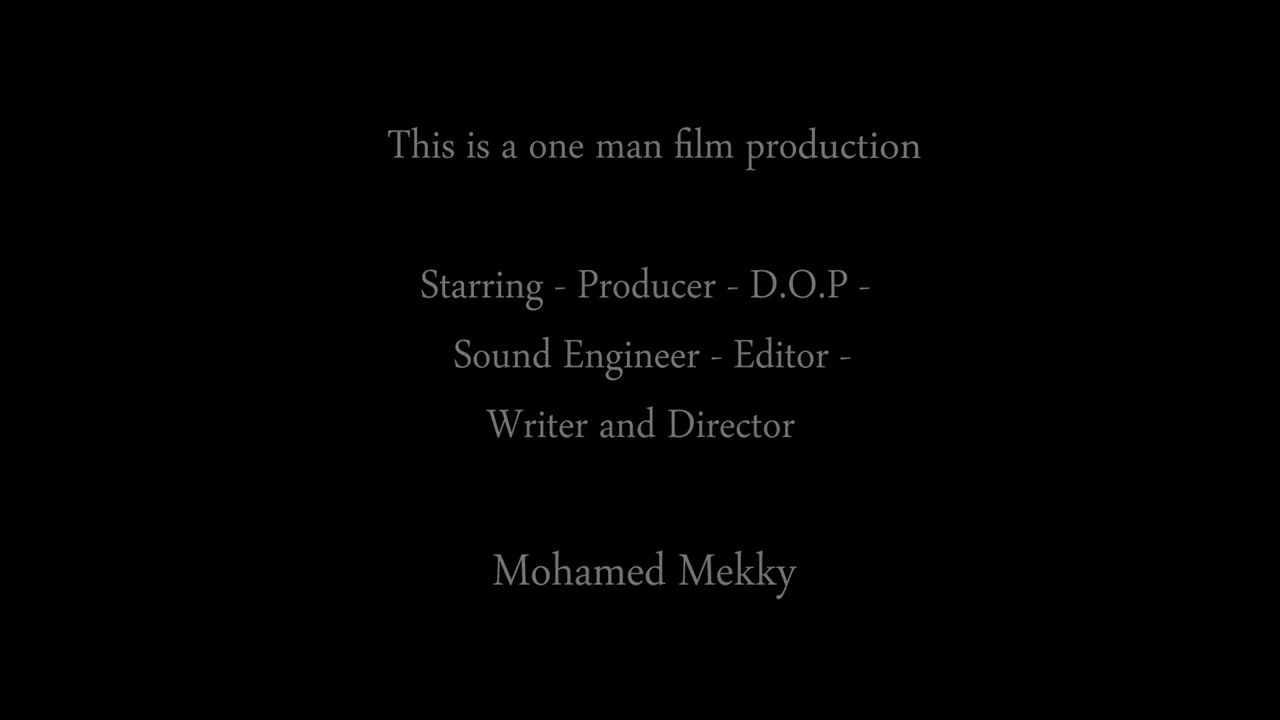 This is a one man film production
Starring - Producer - D.O.P -
Sound Engineer - Editor -
Writer and Director
Mohamed Mekky